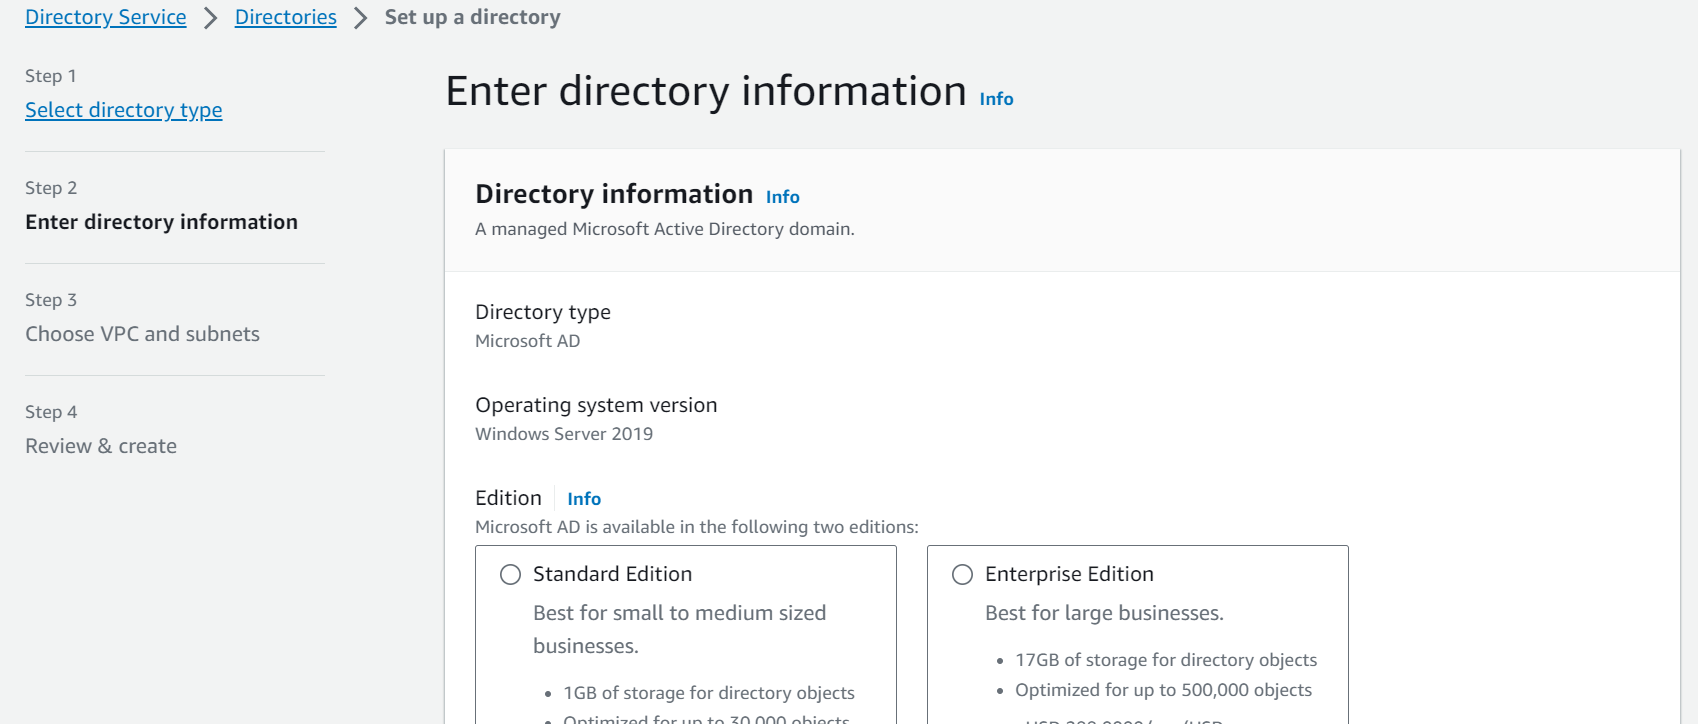 Directory Service > Directories > Set up a directory
Step 1
Select directory type
Step 2
Enter directory information
Step 3
Choose VPC and subnets
Step 4
Review & create
Enter directory information Info
Directory information Info
A managed Microsoft Active Directory domain.
Directory type
Microsoft AD
Operating system version
Windows Server 2019
Edition Info
Microsoft AD is available in the following two editions:
Standard Edition
Best for small to medium sized
businesses.
• 1GB of storage for directory objects
• Optimized for up to 30,000 objects
Enterprise Edition
Best for large businesses.
• 17GB of storage for directory objects
• Optimized for up to 500,000 objects